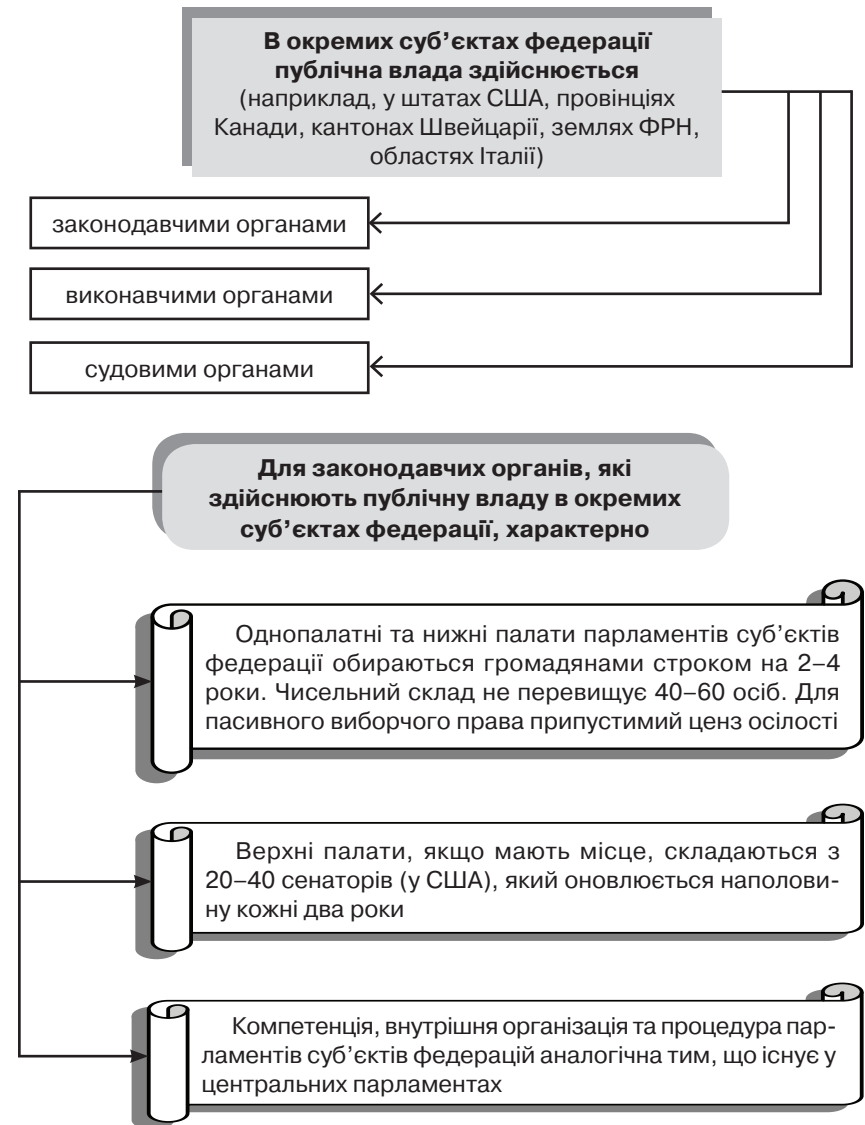 В окремих суб’єктах федерації
публічна влада здійснюється
(наприклад, у штатах США, провінціях
Канади, кантонах Швейцарії, землях ФРН,
областях Італії)
законодавчими органами
виконавчими органами
судовими органами
Для законодавчих органів, які
здійснюють публічну владу в окремих
суб’єктах федерації, характерно
Однопалатні та нижні палати парламентів суб’єктів
федерації обираються громадянами строком на 2–4
роки. Чисельний склад не перевищує 40–60 осіб. Для
пасивного виборчого права припустимий ценз осілості
Верхні палати, якщо мають місце, складаються з
20–40 сенаторів (у США), який оновлюється наполови-
ну кожні два роки
Компетенція, внутрішня організація та процедура пар-
ламентів суб’єктів федерацій аналогічна тим, що існує у
центральних парламентах